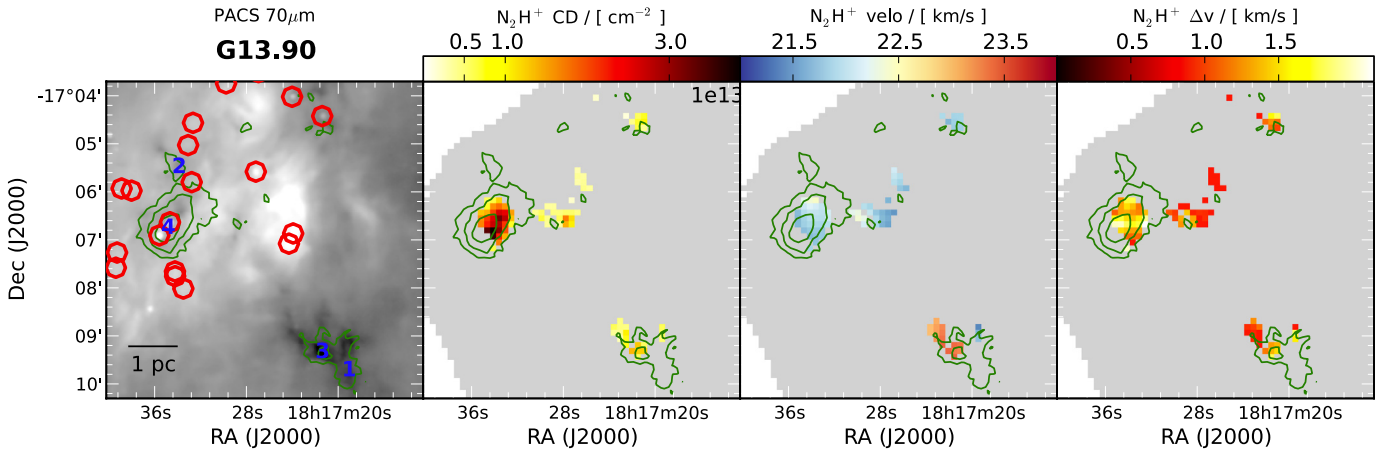 PACS 70μm
G13.90
N₂H⁺ CD / [ cm⁻² ]
0.5 1.0 3.0
1e13
N₂H⁺ velo / [ km/s ]
21.5 22.5 23.5
N₂H⁺ Δv / [ km/s ]
0.5 1.0 1.5
Dec (J2000)
-17°04'
05'
06'
07'
08'
09'
10'
2
4
3
1
1 pc
36s 28s 18h17m20s
RA (J2000)
36s 28s 18h17m20s
RA (J2000)
36s 28s 18h17m20s
RA (J2000)
36s 28s 18h17m20s
RA (J2000)